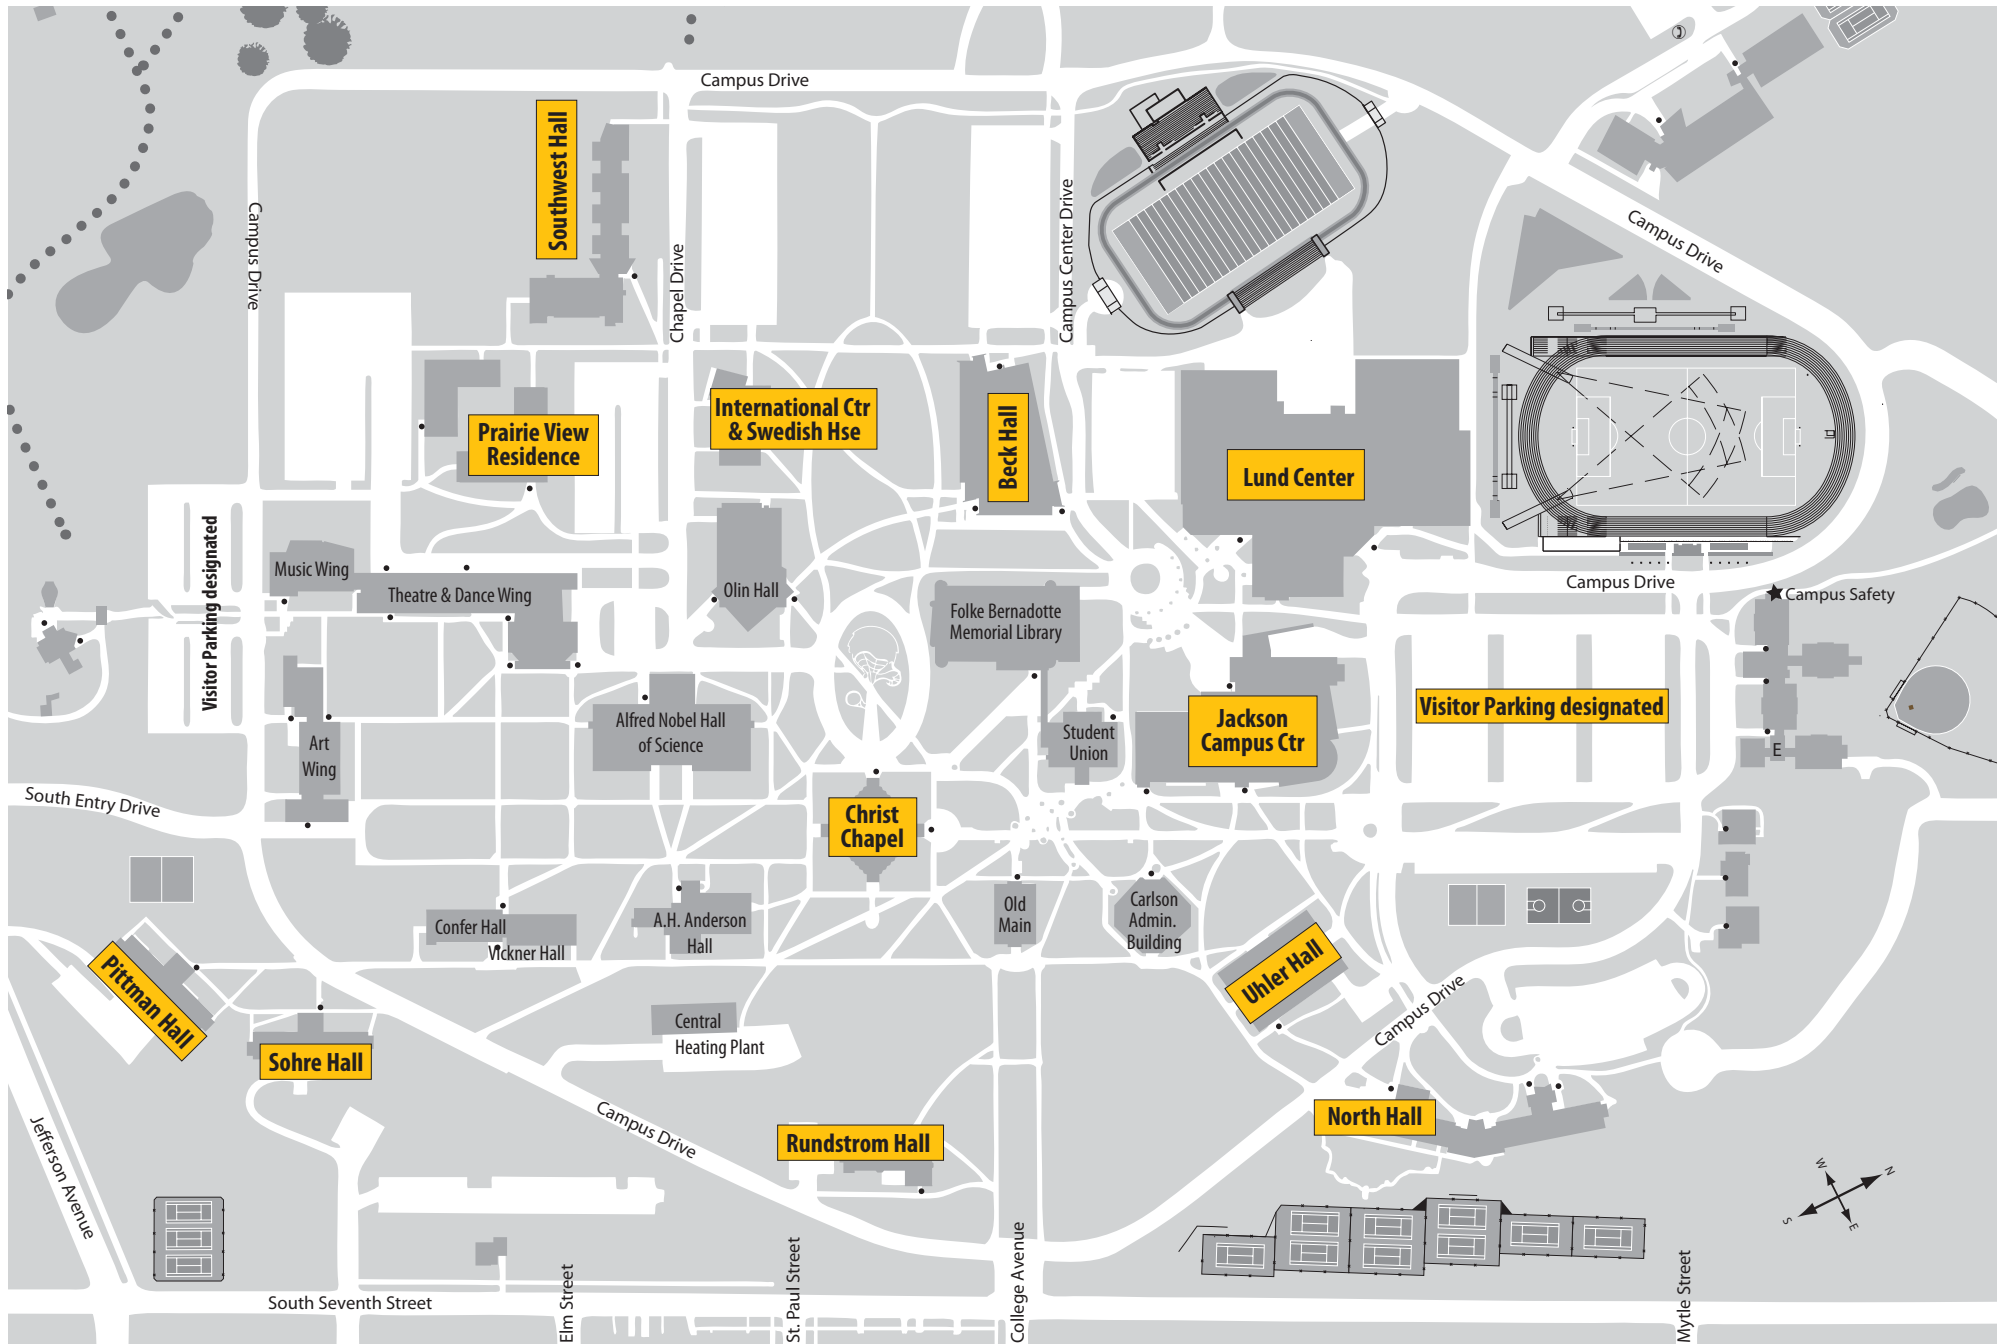 Campus Drive
Southwest Hall
Campus Drive
Chapel Drive
Campus Center Drive
Campus Drive
International Ctr
& Swedish Hse
Prairie View
Residence
Beck Hall
Lund Center
Visitor Parking designated
Music Wing
Theatre & Dance Wing
Olin Hall
Folke Bernadotte
Memorial Library
Campus Drive
Campus Safety
Alfred Nobel Hall
of Science
Student
Union
Jackson
Campus Ctr
Visitor Parking designated
E
Art
Wing
South Entry Drive
Christ
Chapel
Confer Hall
Vickner Hall
A.H. Anderson
Hall
Old
Main
Carlson
Admin.
Building
Uhler Hall
Pittman Hall
Sohre Hall
Central
Heating Plant
Campus Drive
Campus Drive
North Hall
Rundstrom Hall
Jefferson Avenue
W
N
S
E
South Seventh Street
Elm Street
St. Paul Street
College Avenue
Mytle Street